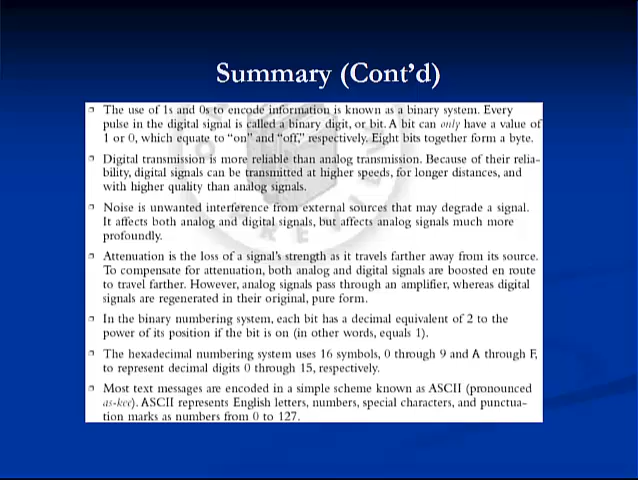 Summary (Cont'd)
❒ The use of 1s and 0s to encode information is known as a binary system. Every
pulse in the digital signal is called a binary digit, or bit. A bit can only have a value of
1 or 0, which equate to “on” and “off,” respectively. Eight bits together form a byte.
❒ Digital transmission is more reliable than analog transmission. Because of their relia-
bility, digital signals can be transmitted at higher speeds, for longer distances, and
with higher quality than analog signals.
❒ Noise is unwanted interference from external sources that may degrade a signal.
It affects both analog and digital signals, but affects analog signals much more
profoundly.
❒ Attenuation is the loss of a signal's strength as it travels farther away from its source.
To compensate for attenuation, both analog and digital signals are boosted en route
to travel farther. However, analog signals pass through an amplifier, whereas digital
signals are regenerated in their original, pure form.
❒ In the binary numbering system, each bit has a decimal equivalent of 2 to the
power of its position if the bit is on (in other words, equals 1).
❒ The hexadecimal numbering system uses 16 symbols, 0 through 9 and A through F,
to represent decimal digits 0 through 15, respectively.
❒ Most text messages are encoded in a simple scheme known as ASCII (pronounced
as-kee). ASCII represents English letters, numbers, special characters, and punctua-
tion marks as numbers from 0 to 127.